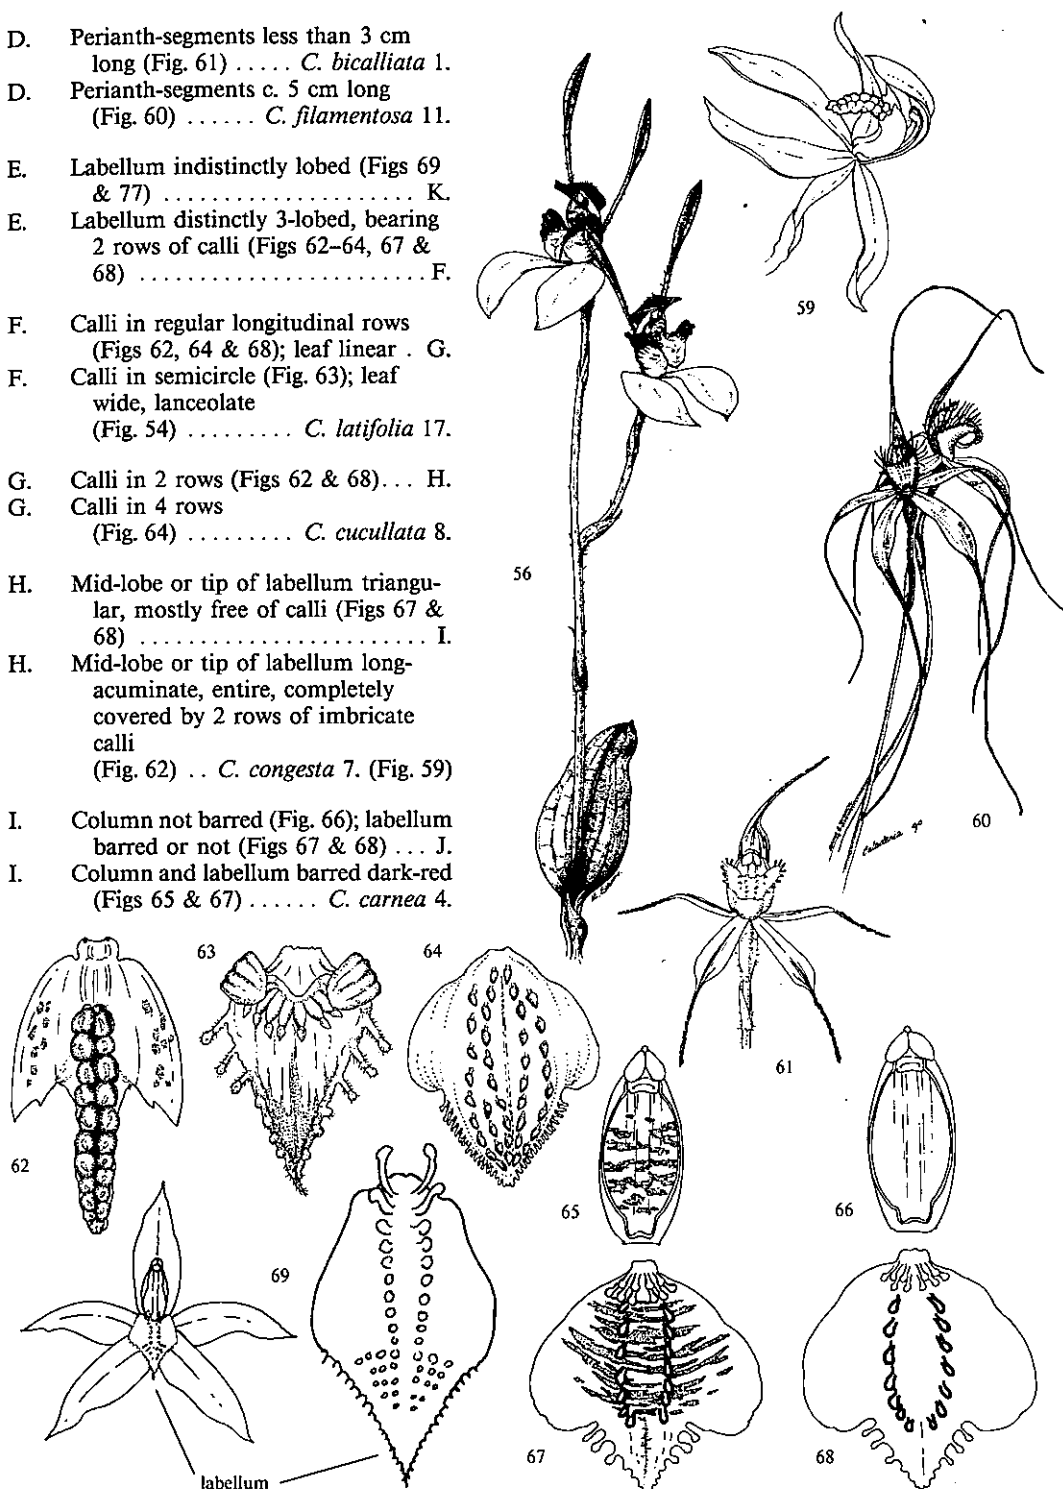 D. Perianth-segments less than 3 cm
long (Fig. 61) ..... C. bicalliata 1.
D. Perianth-segments c. 5 cm long
(Fig. 60) ...... C. filamentosa 11.
E. Labellum indistinctly lobed (Figs 69
& 77) ........................ K.
E. Labellum distinctly 3-lobed, bearing
2 rows of calli (Figs 62–64, 67 &
68) .......................... F.
F. Calli in regular longitudinal rows
(Figs 62, 64 & 68); leaf linear . G.
F. Calli in semicircle (Fig. 63); leaf
wide, lanceolate
(Fig. 54) ......... C. latifolia 17.
G. Calli in 2 rows (Figs 62 & 68)... H.
G. Calli in 4 rows
(Fig. 64) ......... C. cucullata 8.
H. Mid-lobe or tip of labellum triangu-
lar, mostly free of calli (Figs 67 &
68) .......................... I.
H. Mid-lobe or tip of labellum long-
acuminate, entire, completely
covered by 2 rows of imbricate
calli
(Fig. 62) .. C. congesta 7. (Fig. 59)
I. Column not barred (Fig. 66); labellum
barred or not (Figs 67 & 68) ... J.
I. Column and labellum barred dark-red
(Figs 65 & 67) ...... C. carnea 4.
56
59
60
61
62
63
64
65
66
69
67
68
labellum